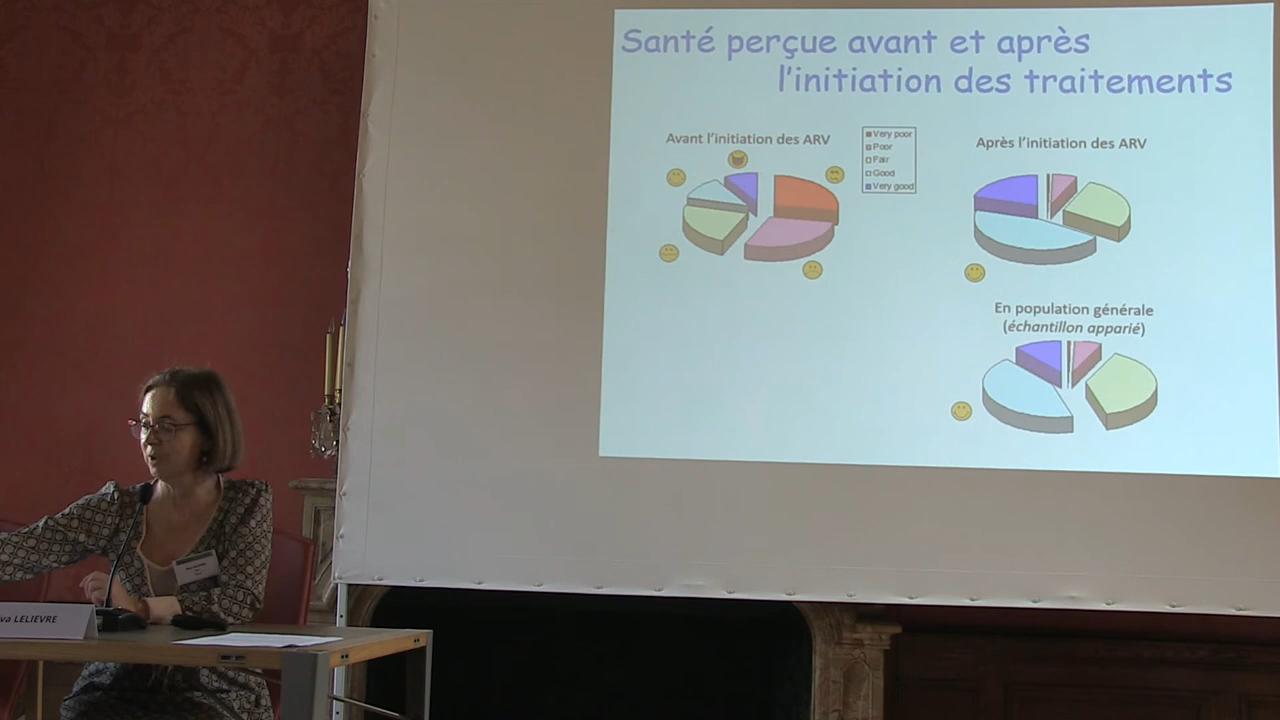 Santé perçue avant et après
l'initiation des traitements
Avant l'initiation des ARV
Very poor
Poor
Fair
Good
Very good
Après l'initiation des ARV
En population générale
(échantillon apparié)
va LELIEVRE